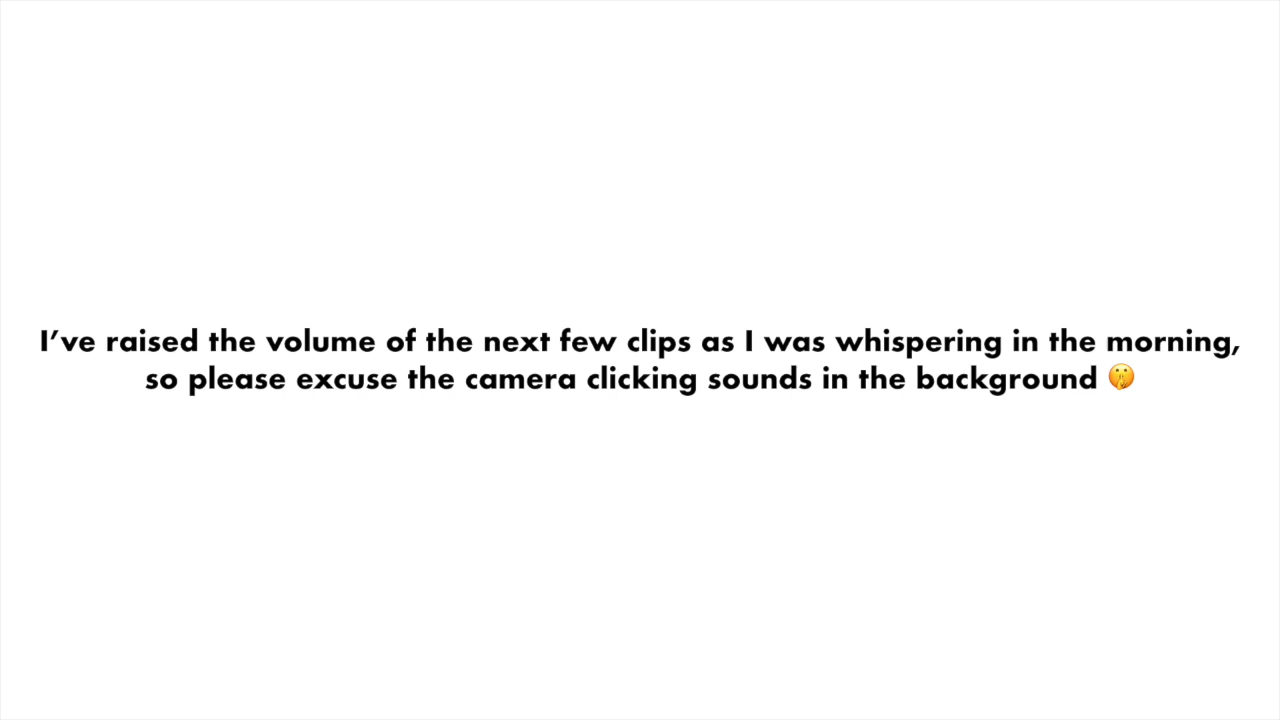 I’ve raised the volume of the next few clips as I was whispering in the morning,
so please excuse the camera clicking sounds in the background 🤫